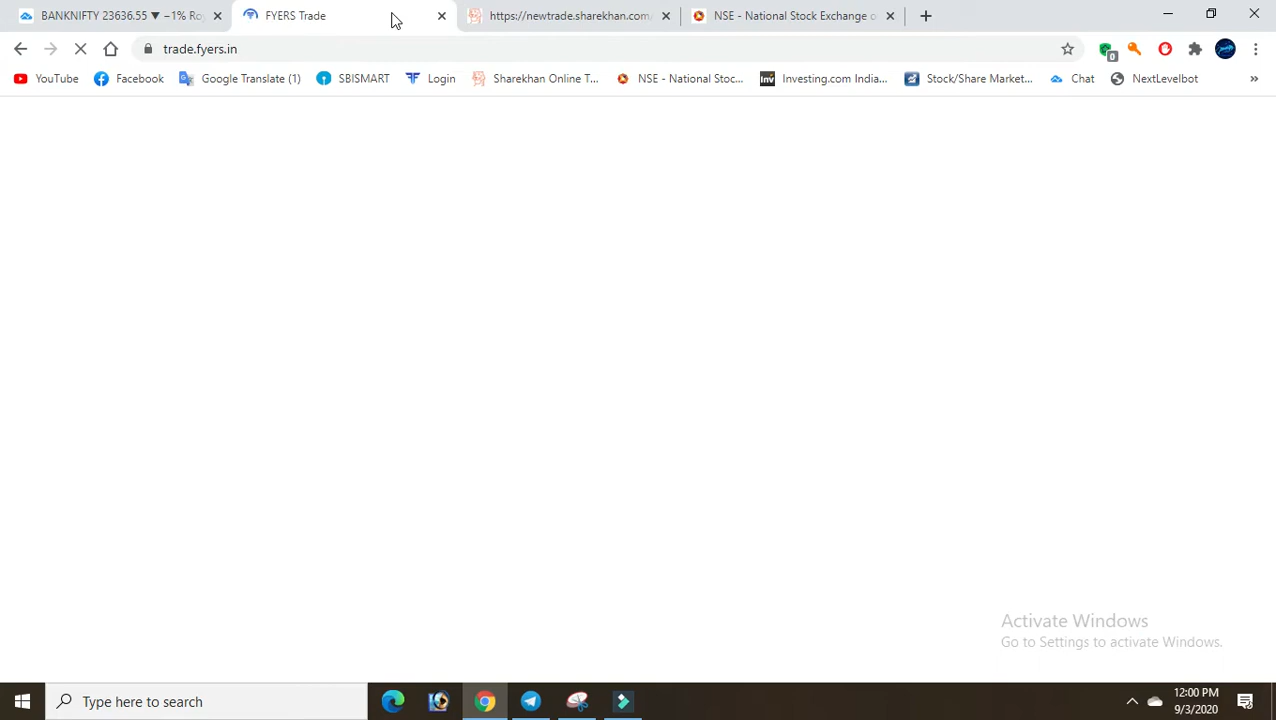 BANKNIFTY 23636.55 ▼ −1% Ro
FYERS Trade
https://newtrade.sharekhan.com/
NSE - National Stock Exchange o
trade.fyers.in
0
YouTube
Facebook
Google Translate (1)
SBISMART
Login
Sharekhan Online T...
NSE - National Stoc...
Inv
Investing.com India...
Stock/Share Market...
Chat
NextLevelbot
»
Activate Windows
Go to Settings to activate Windows.
Type here to search
12:00 PM
9/3/2020